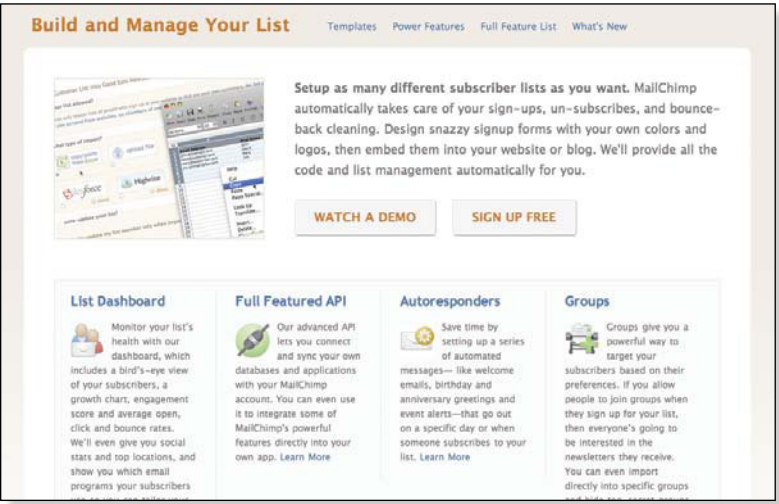 Build and Manage Your List
Templates Power Features Full Feature List What's New
Setup as many different subscriber lists as you want. MailChimp
automatically takes care of your sign-ups, un-subscribes, and bounce-
back cleaning. Design snazzy signup forms with your own colors and
logos, then embed them into your website or blog. We'll provide all the
code and list management automatically for you.
WATCH A DEMO SIGN UP FREE
upload file
Highrise
Copy
List Dashboard
Monitor your list's
health with our
dashboard, which
includes a bird's-eye view
of your subscribers, a
growth chart, engagement
score and average open,
click and bounce rates.
We'll even give you social
stats and top locations, and
show you which email
programs your subscribers
Full Featured API
Our advanced API
lets you connect
and sync your own
databases and applications
with your MailChimp
account. You can even use
it to integrate some of
MailChimp's powerful
features directly into your
own app. Learn More
Autoresponders
Save time by
setting up a series
of automated
messages— like welcome
emails, birthday and
anniversary greetings and
event alerts—that go out
on a specific day or when
someone subscribes to your
list. Learn More
Groups
Groups give you a
powerful way to
target your
subscribers based on their
preferences. If you allow
people to join groups when
they sign up for your list,
then everyone's going to
be interested in the
newsletters they receive.
You can even import
directly into specific groups